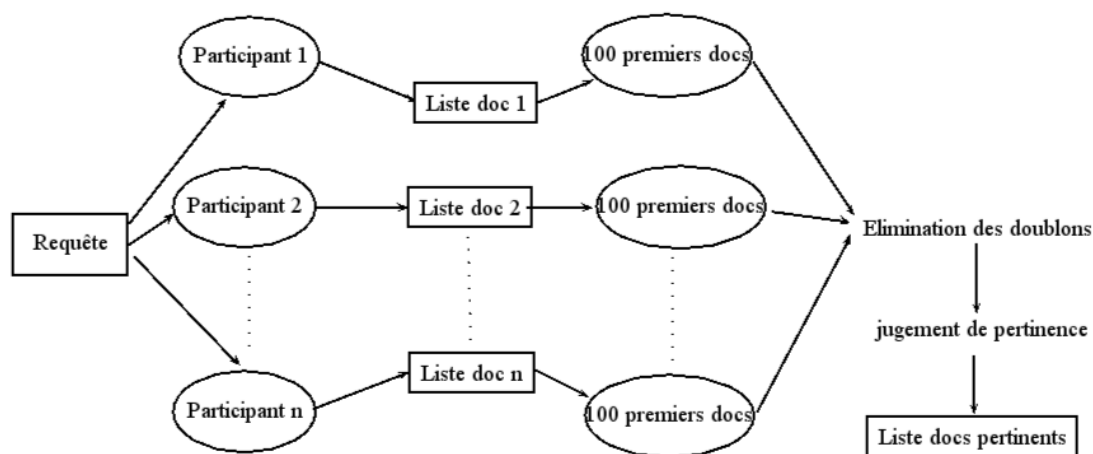 Participant 1
100 premiers docs
Liste doc 1
Participant 2
Liste doc 2
100 premiers docs
Requête
Elimination des doublons
jugement de pertinence
Liste doc n
Participant n
100 premiers docs
Liste docs pertinents